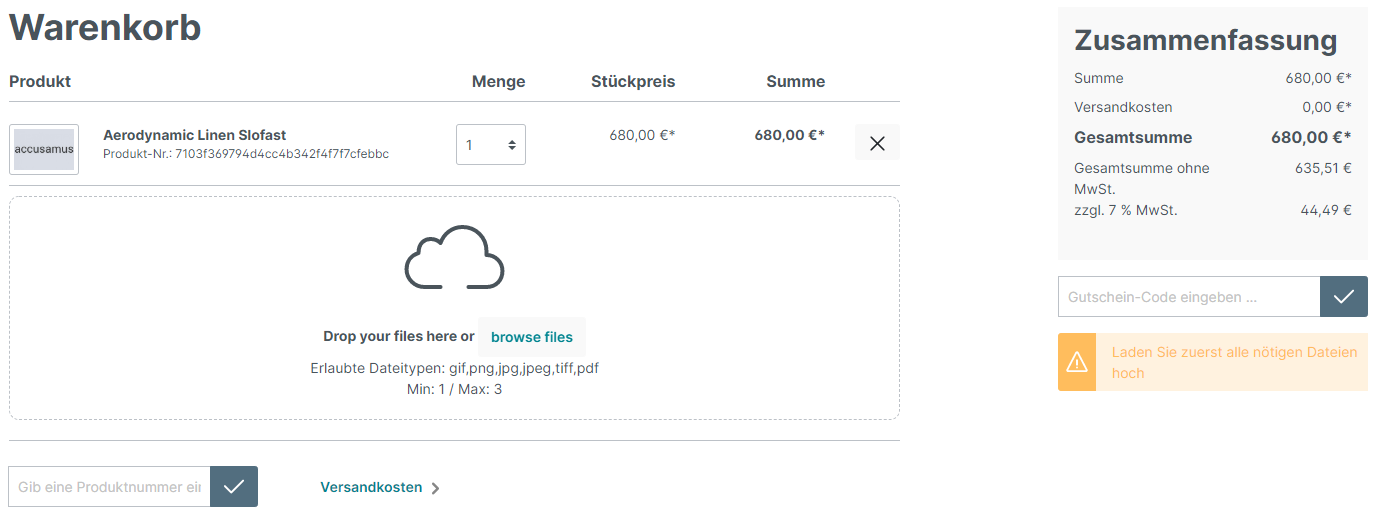 Warenkorb
Produkt Menge Stückpreis Summe
accusamus
Aerodynamic Linen Slofast
Produkt-Nr.: 7103f369794d4cc4b342f4f7f7cfebbc
1 680,00 €* 680,00 €*
Drop your files here or browse files
Erlaubte Dateitypen: gif,png,jpg,jpeg,tiff,pdf
Min: 1 / Max: 3
Gib eine Produktnummer ein
Versandkosten
Zusammenfassung
Summe 680,00 €*
Versandkosten 0,00 €*
Gesamtsumme 680,00 €*
Gesamtsumme ohne 635,51 €
MwSt.
zzgl. 7 % MwSt. 44,49 €
Gutschein-Code eingeben ...
Laden Sie zuerst alle nötigen Dateien
hoch